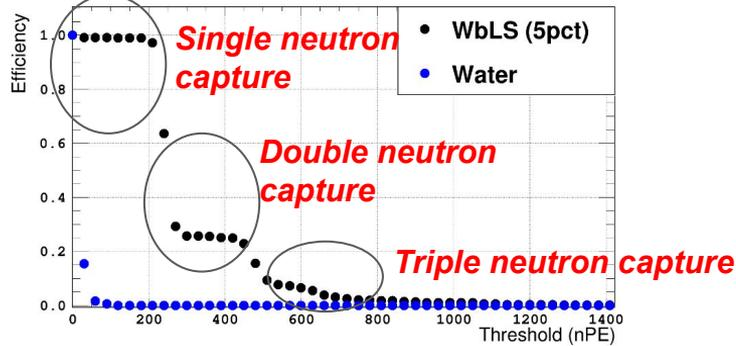 Efficiency
1.0
0.8
0.6
0.4
0.2
0.0
Single neutron
capture
WbLS (5pct)
Water
Double neutron
capture
Triple neutron capture
0 200 400 600 800 1000 1200 1400
Threshold (nPE)